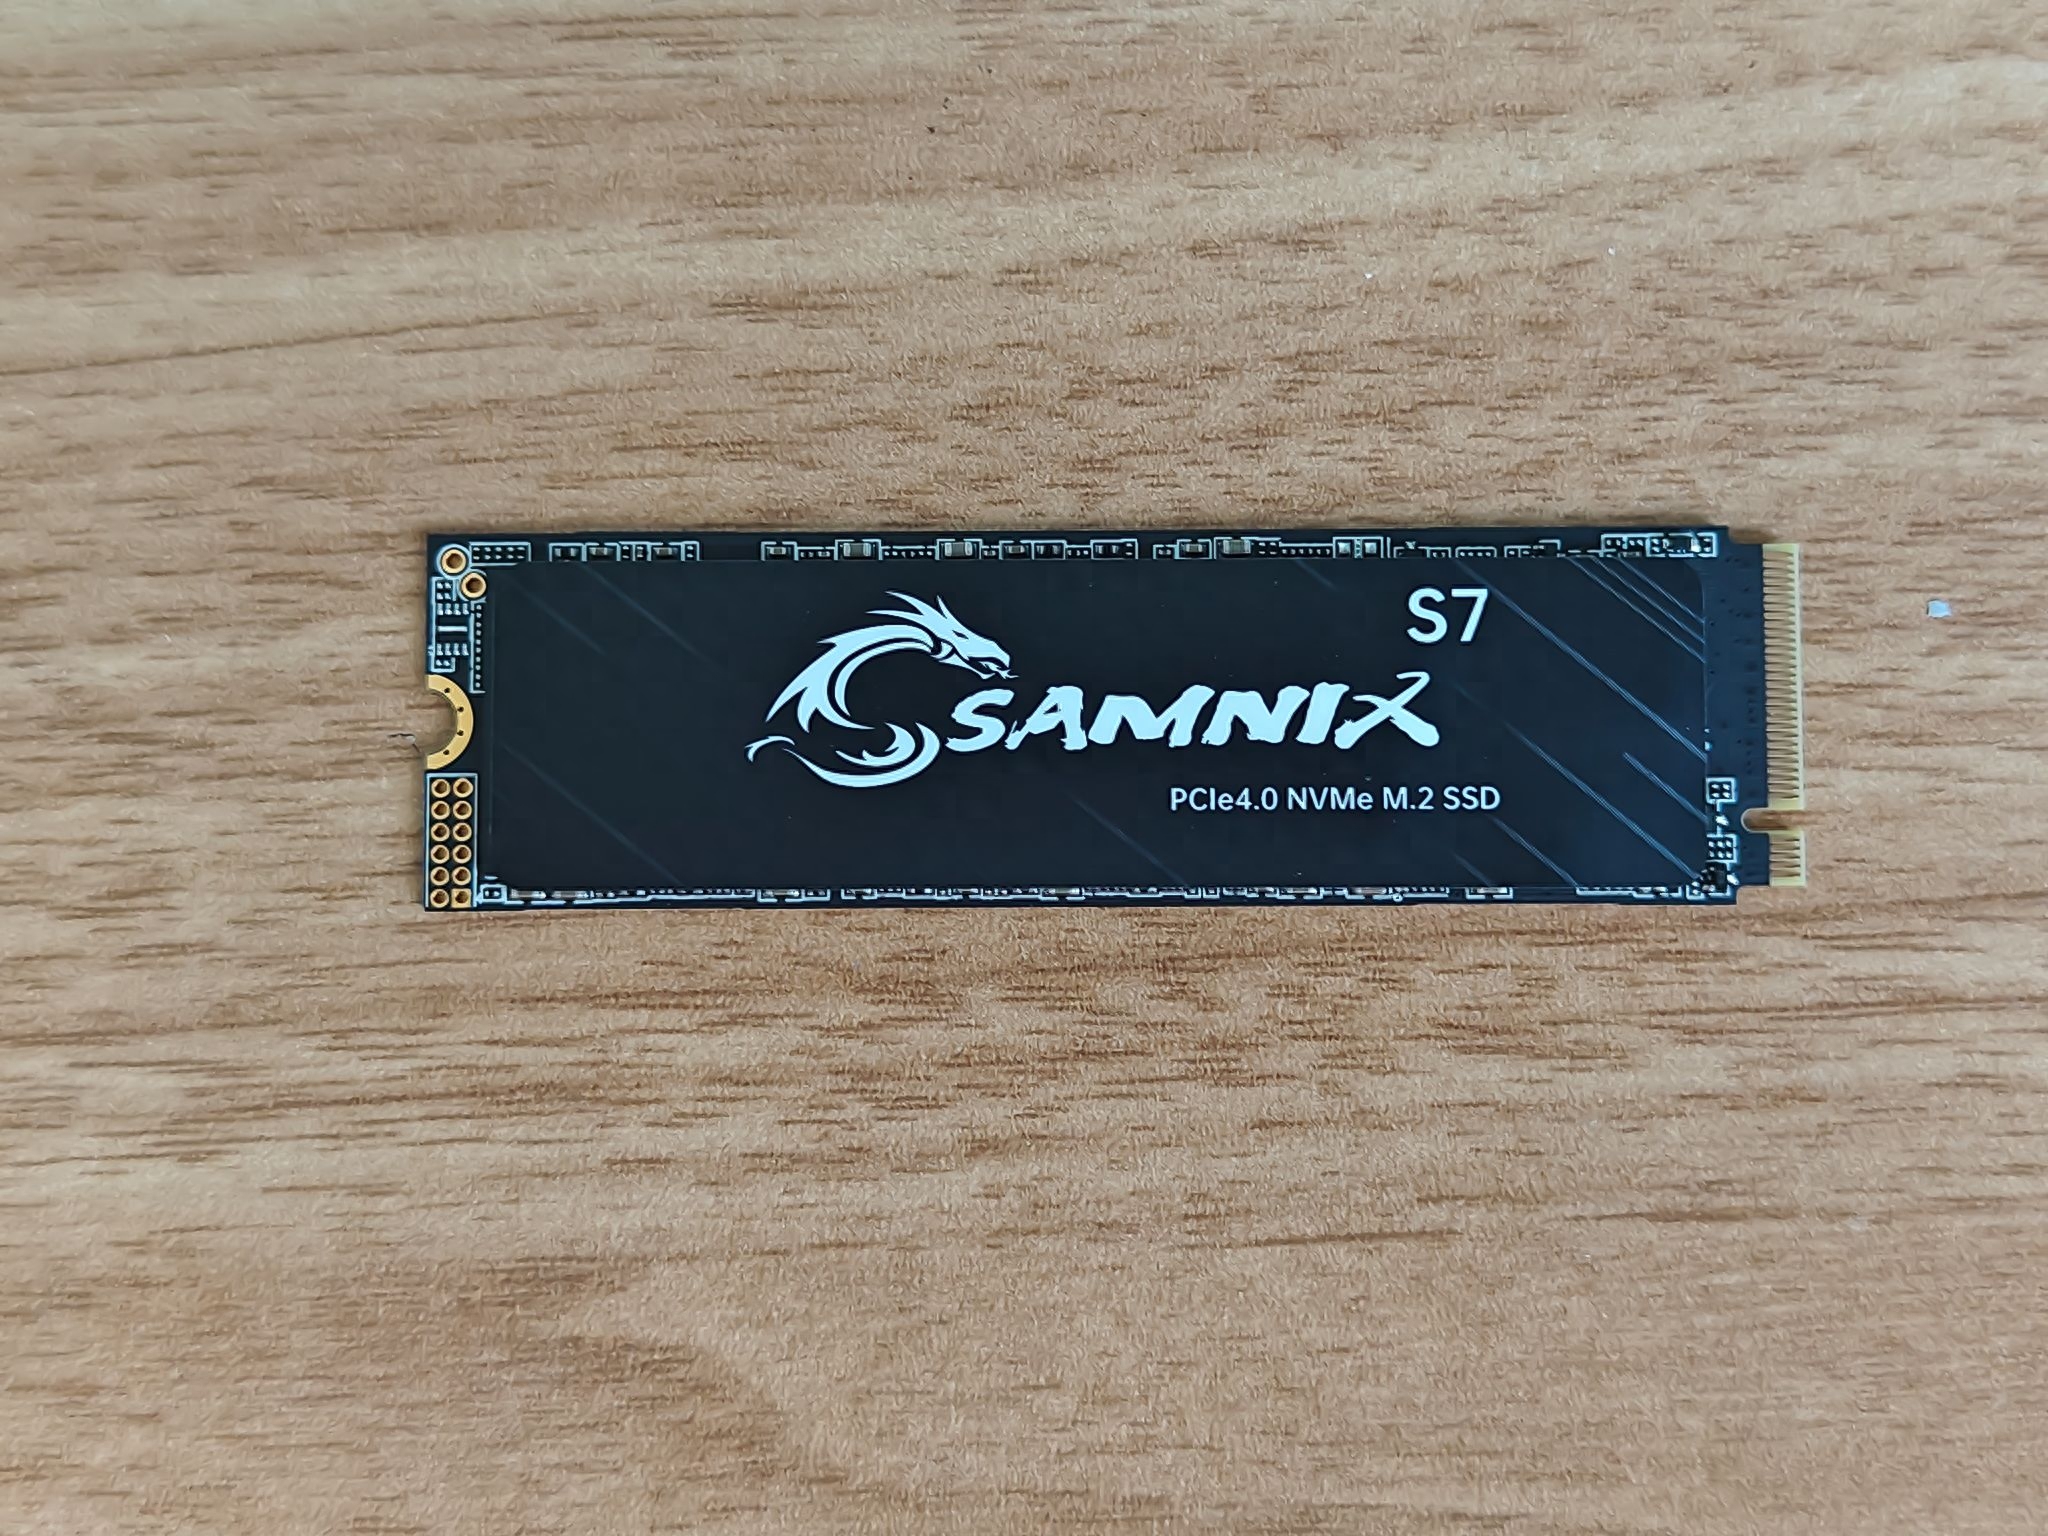 S7
SAMNIX
PCIe4.0 NVMe M.2 SSD